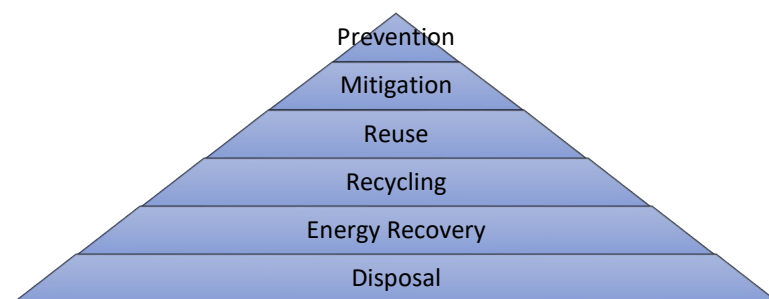 Prevention
Mitigation
Reuse
Recycling
Energy Recovery
Disposal